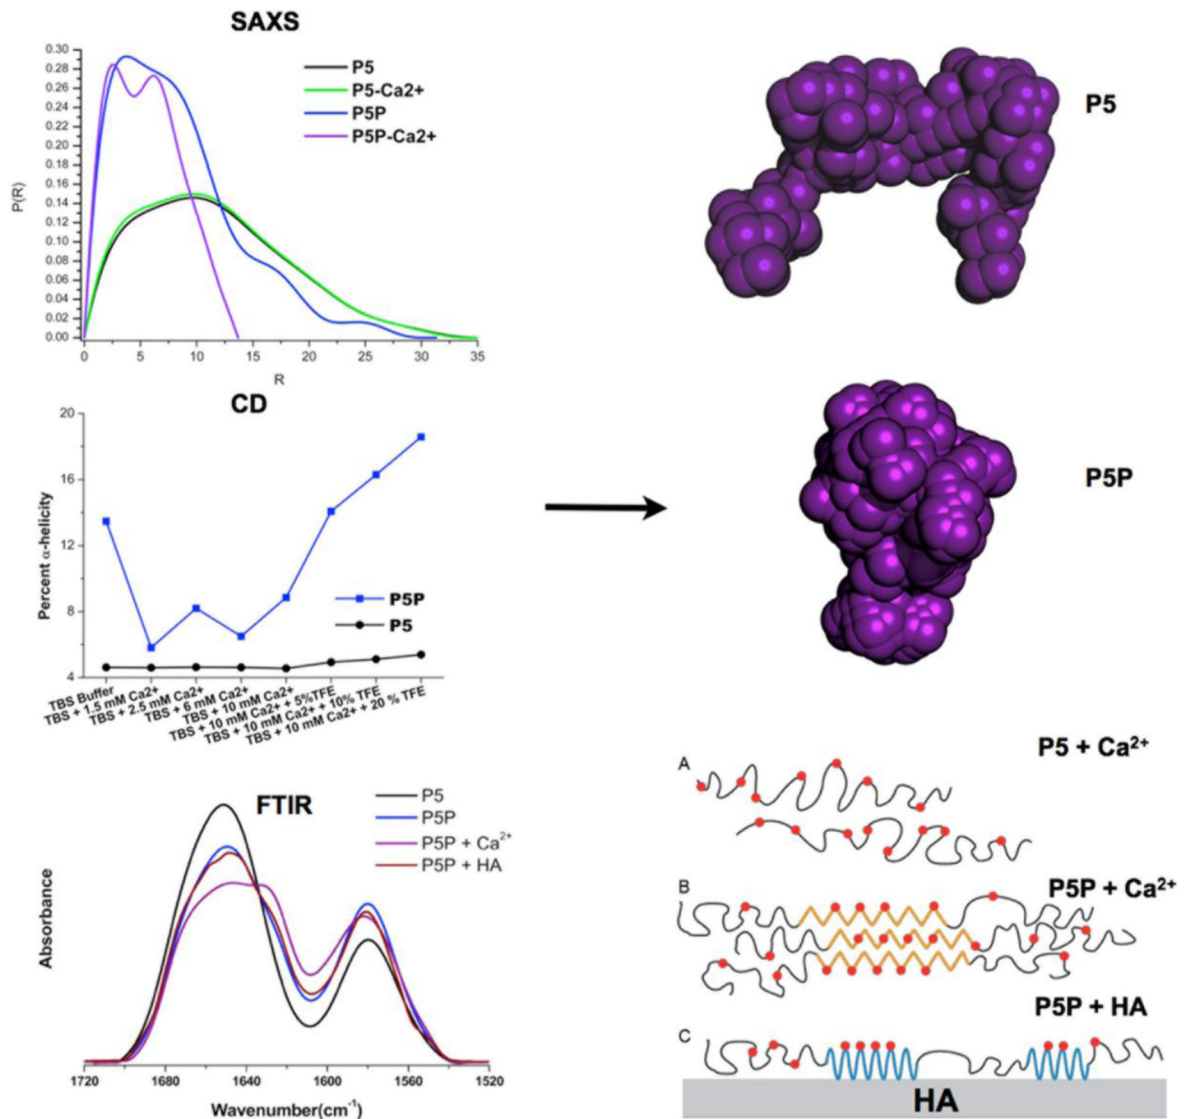 SAXS
P5
P5-Ca2+
P5P
P5P-Ca2+
0.30
0.28
0.26
0.24
0.22
0.20
0.18
0.16
0.14
0.12
0.10
0.08
0.06
0.04
0.02
0.00
P(R)
0 5 10 15 20 25 30 35
R
P5
CD
20
16
12
8
4
Percent α-helicity
P5P
P5
TBS Buffer
TBS + 1.5 mM Ca2+
TBS + 2.5 mM Ca2+
TBS + 6 mM Ca2+
TBS + 10 mM Ca2+
TBS + 10 mM Ca2+ + 5%TFE
TBS + 10 mM Ca2+ + 10% TFE
TBS + 10 mM Ca2+ + 20 % TFE
P5P
FTIR
P5
P5P
P5P + Ca²⁺
P5P + HA
Absorbance
1720 1680 1640 1600 1560 1520
Wavenumber(cm⁻¹)
P5 + Ca²⁺
A
P5P + Ca²⁺
B
P5P + HA
C
HA